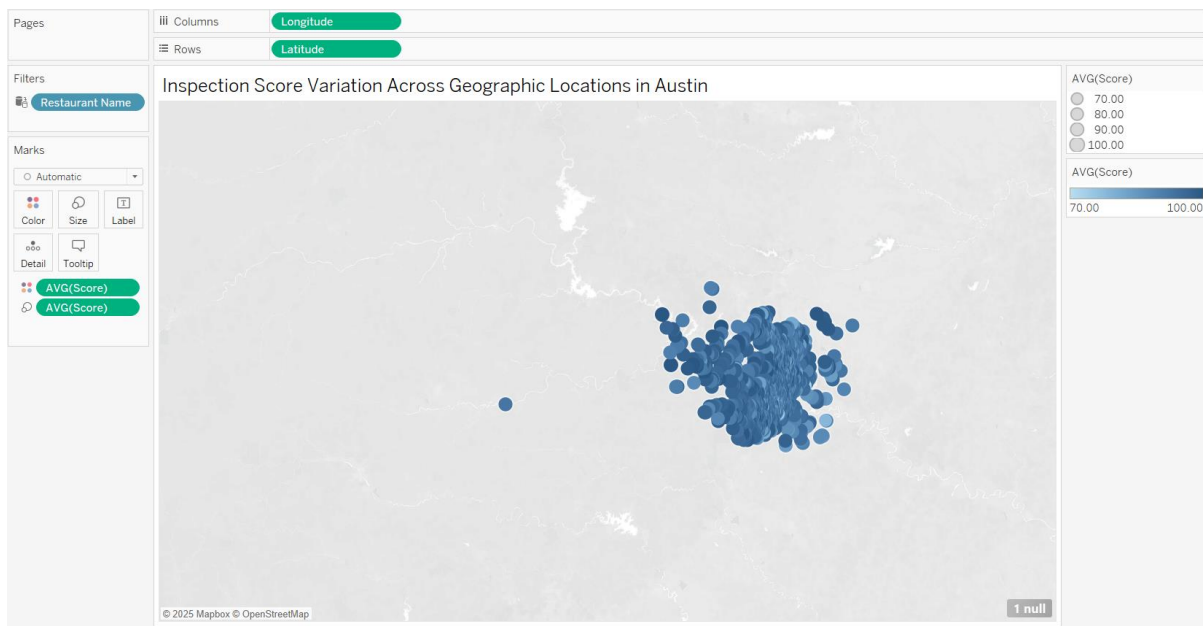 Pages
Columns
Longitude
Rows
Latitude
Filters
Restaurant Name
Marks
Automatic
Color
Size
T
Label
Detail
Tooltip
AVG(Score)
AVG(Score)
Inspection Score Variation Across Geographic Locations in Austin
© 2025 Mapbox © OpenStreetMap
1 null
AVG(Score)
70.00
80.00
90.00
100.00
AVG(Score)
70.00 100.00